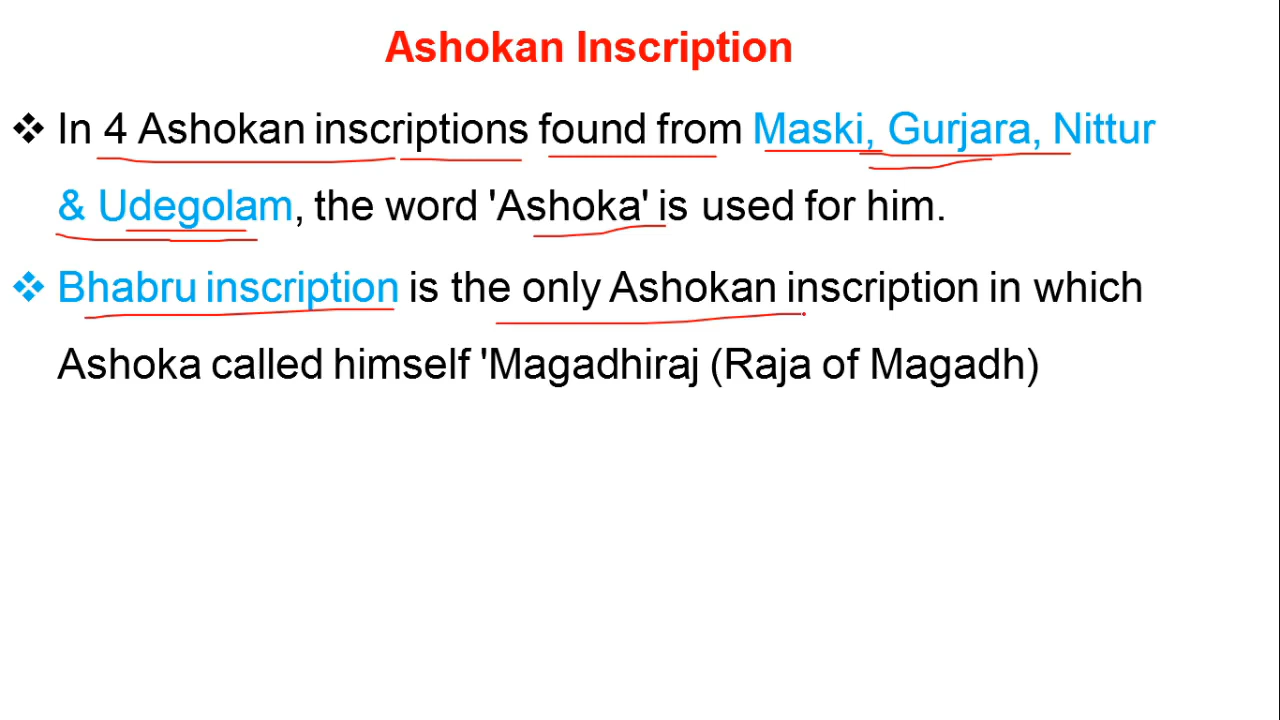 Ashokan Inscription
❖ In 4 Ashokan inscriptions found from Maski, Gurjara, Nittur
& Udegolam, the word 'Ashoka' is used for him.
❖ Bhabru inscription is the only Ashokan inscription in which
Ashoka called himself 'Magadhiraj (Raja of Magadh)